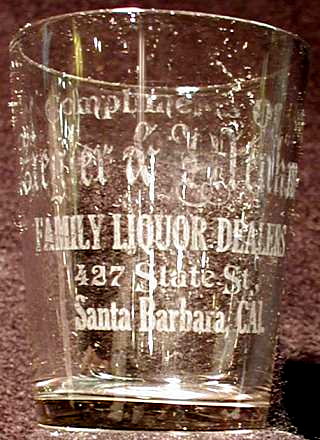 Compliments of
&
FAMILY LIQUOR DEALERS
427 State St,
Santa Barbara, CAL